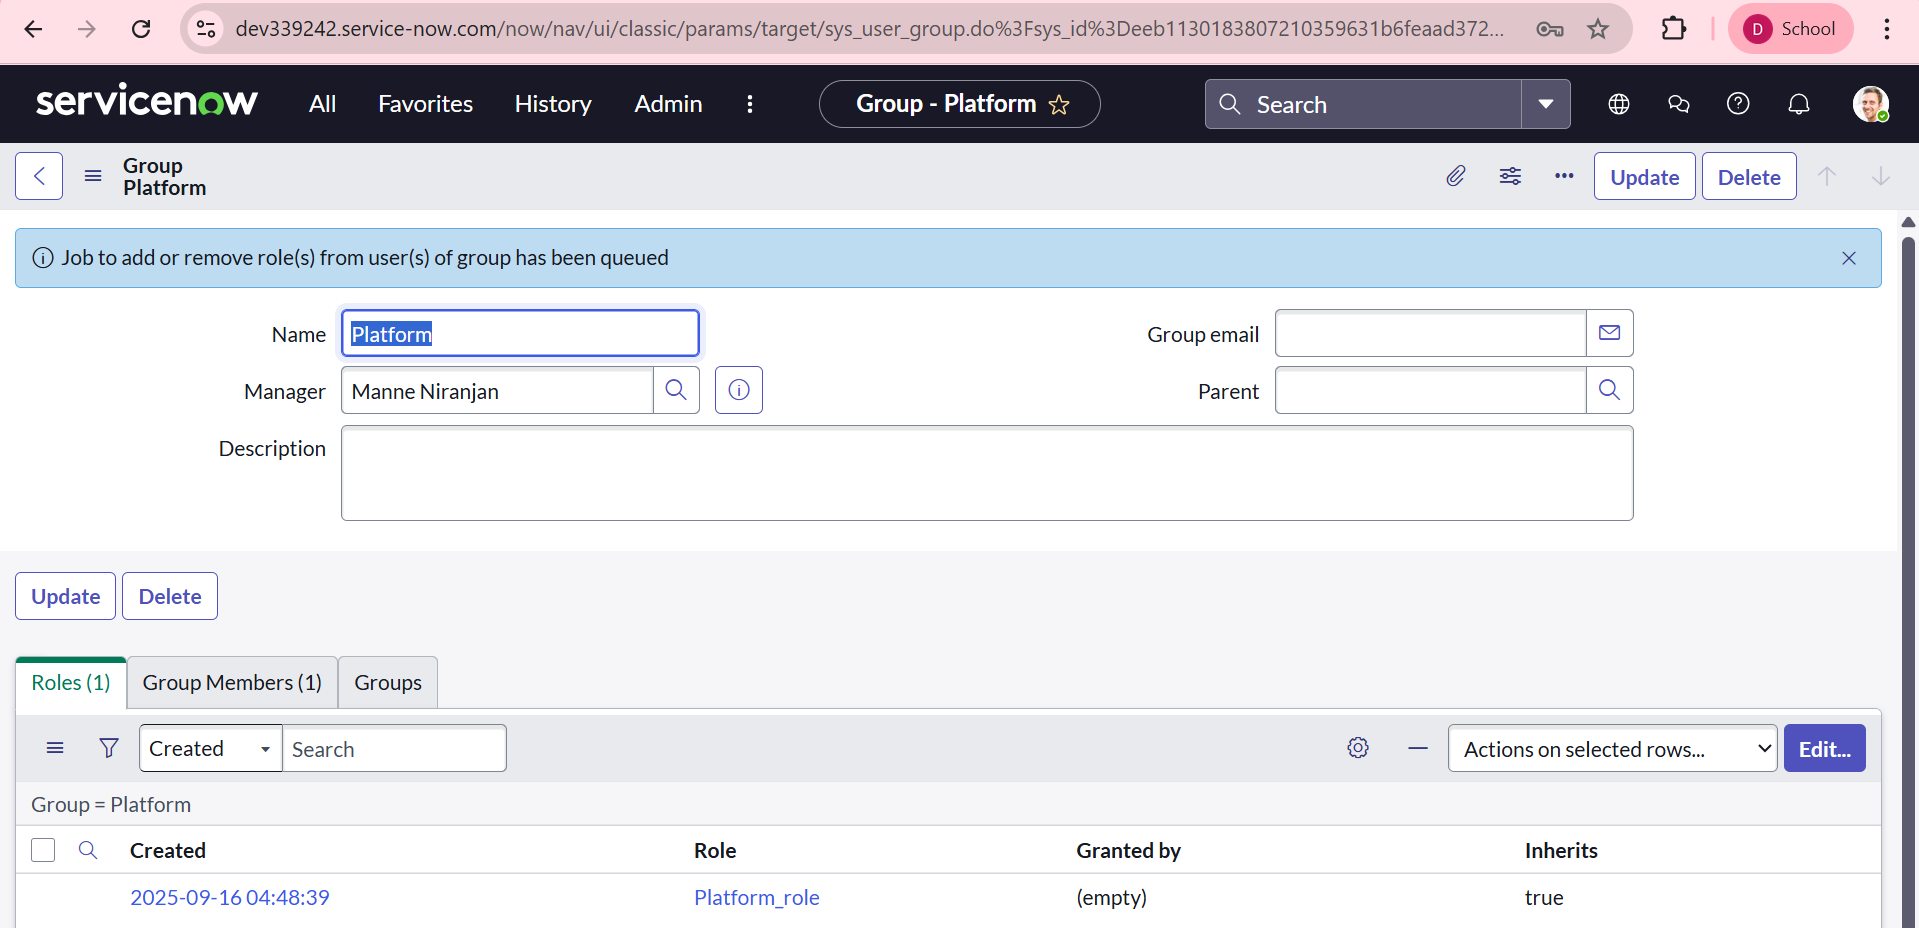 dev339242.service-now.com/now/nav/ui/classic/params/target/sys_user_group.do%3Fsys_id%3Deeb1130183807210359631b6feaad372...
D School
servicenow All Favorites History Admin Group - Platform Search
Group
Platform
Update Delete
Job to add or remove role(s) from user(s) of group has been queued
Name Platform Group email
Manager Manne Niranjan Parent
Description
Update Delete
Roles (1) Group Members (1) Groups
Created Search Actions on selected rows... Edit...
Group = Platform
Created Role Granted by Inherits
2025-09-16 04:48:39 Platform_role (empty) true